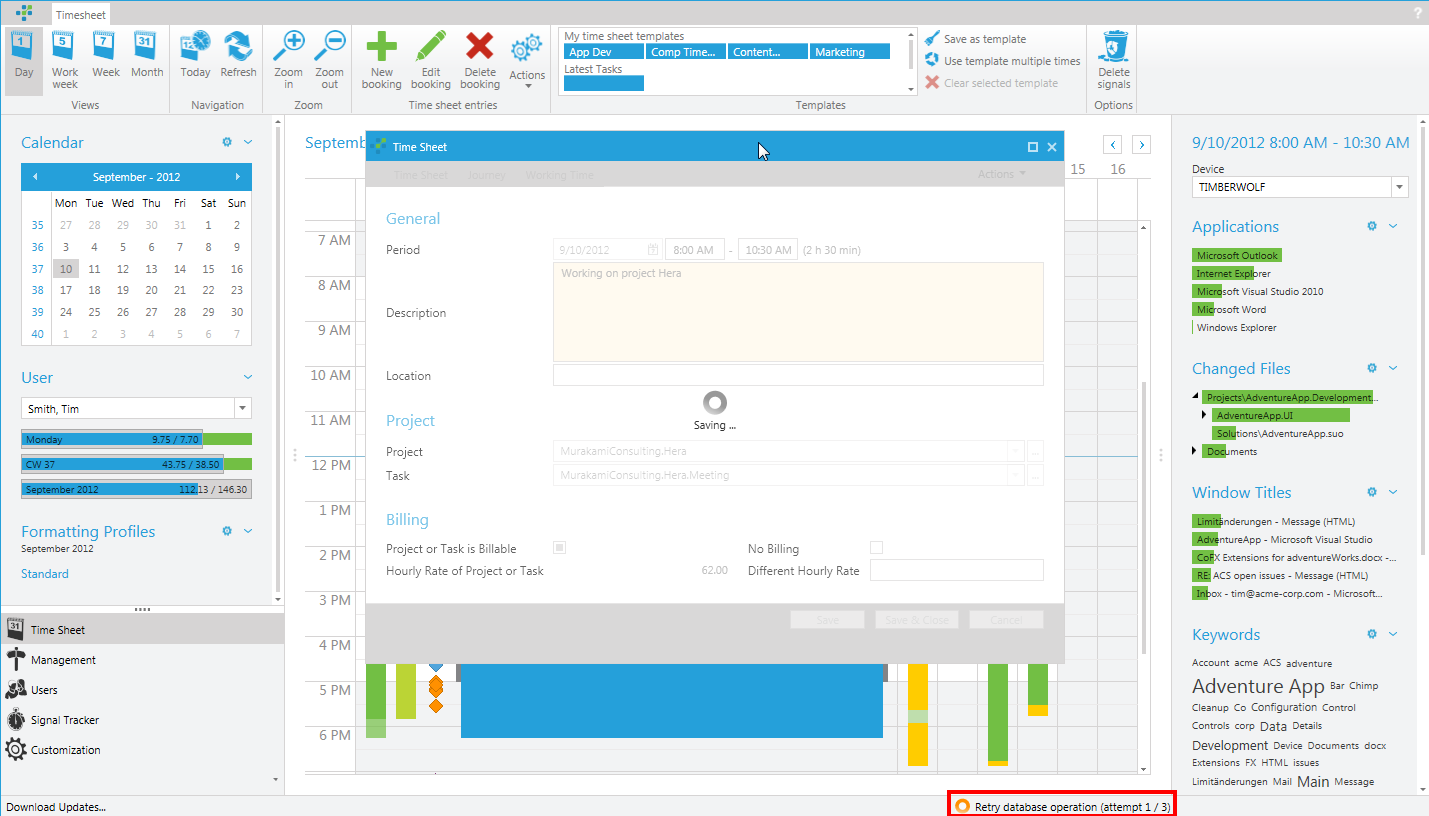 Timesheet
?
1
Day
5
Work week
7
Week
31
Month
Views
Today
Refresh
Navigation
Zoom in
Zoom out
Zoom
New booking
Edit booking
Delete booking
Actions
Time sheet entries
My time sheet templates
App Dev
Comp Time...
Content...
Marketing
Latest Tasks
Save as template
Use template multiple times
Clear selected template
Templates
Delete signals
Options
Calendar
September - 2012
Mon Tue Wed Thu Fri Sat Sun
35 27 28 29 30 31 1 2
36 3 4 5 6 7 8 9
37 10 11 12 13 14 15 16
38 17 18 19 20 21 22 23
39 24 25 26 27 28 29 30
40 1 2 3 4 5 6 7
User
Smith, Tim
Monday 9.75 / 7.70
CW 37 43.75 / 38.50
September 2012 112.13 / 146.30
Formatting Profiles
September 2012
Standard
31 Time Sheet
Management
Users
Signal Tracker
Customization
Download Updates...
Septemb
15 16
7 AM
8 AM
9 AM
10 AM
11 AM
12 PM
1 PM
2 PM
3 PM
4 PM
5 PM
6 PM
Time Sheet
Time Sheet Journey Working Time Actions
General
Period 9/10/2012 8:00 AM - 10:30 AM (2 h 30 min)
Description Working on project Hera
Location
Saving ...
Project
Project MurakamiConsulting.Hera ...
Task MurakamiConsulting.Hera.Meeting ...
Billing
Project or Task is Billable No Billing
Hourly Rate of Project or Task 62.00 Different Hourly Rate
Save Save & Close Cancel
9/10/2012 8:00 AM - 10:30 AM
Device
TIMBERWOLF
Applications
Microsoft Outlook
Internet Explorer
Microsoft Visual Studio 2010
Microsoft Word
Windows Explorer
Changed Files
Projects\AdventureApp.Development...
AdventureApp.UI
Solutions\AdventureApp.suo
Documents
Window Titles
Limitänderungen - Message (HTML)
AdventureApp - Microsoft Visual Studio
CoFX Extensions for adventureWorks.docx -...
RE: ACS open issues - Message (HTML)
Inbox - tim@acme-corp.com - Microsoft...
Keywords
Account acme ACS adventure
Adventure App Bar Chimp
Cleanup Co Configuration Control
Controls corp Data Details
Development Device Documents docx
Extensions FX HTML issues
Limitänderungen Mail Main Message
Retry database operation (attempt 1 / 3)